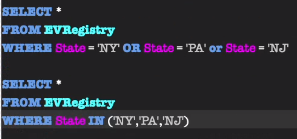 SELECT *
FROM EVRegistry
WHERE State = 'NY' OR State = 'PA' or State = 'NJ'
SELECT *
FROM EVRegistry
WHERE State IN ('NY','PA','NJ')